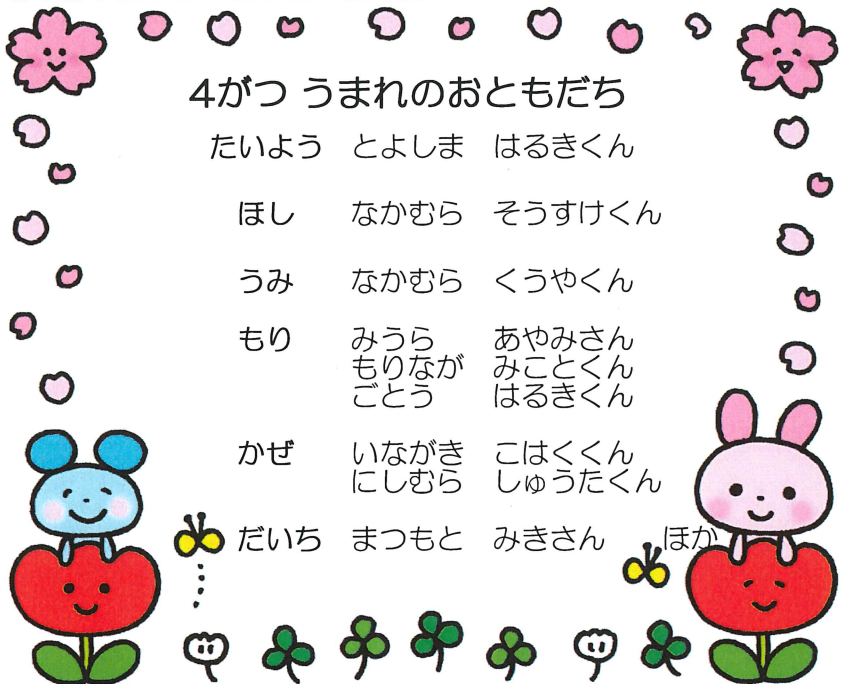 4がつ うまれのおともだち
たいよう とよしま はるきくん
ほし なかむら そうすけくん
うみ なかむら くうやくん
もり みうら あやみさん
もりなが みことくん
ごとう はるきくん
かぜ いながき こはくくん
にしむら しゅうたくん
だいち まつもと みきさん ほか